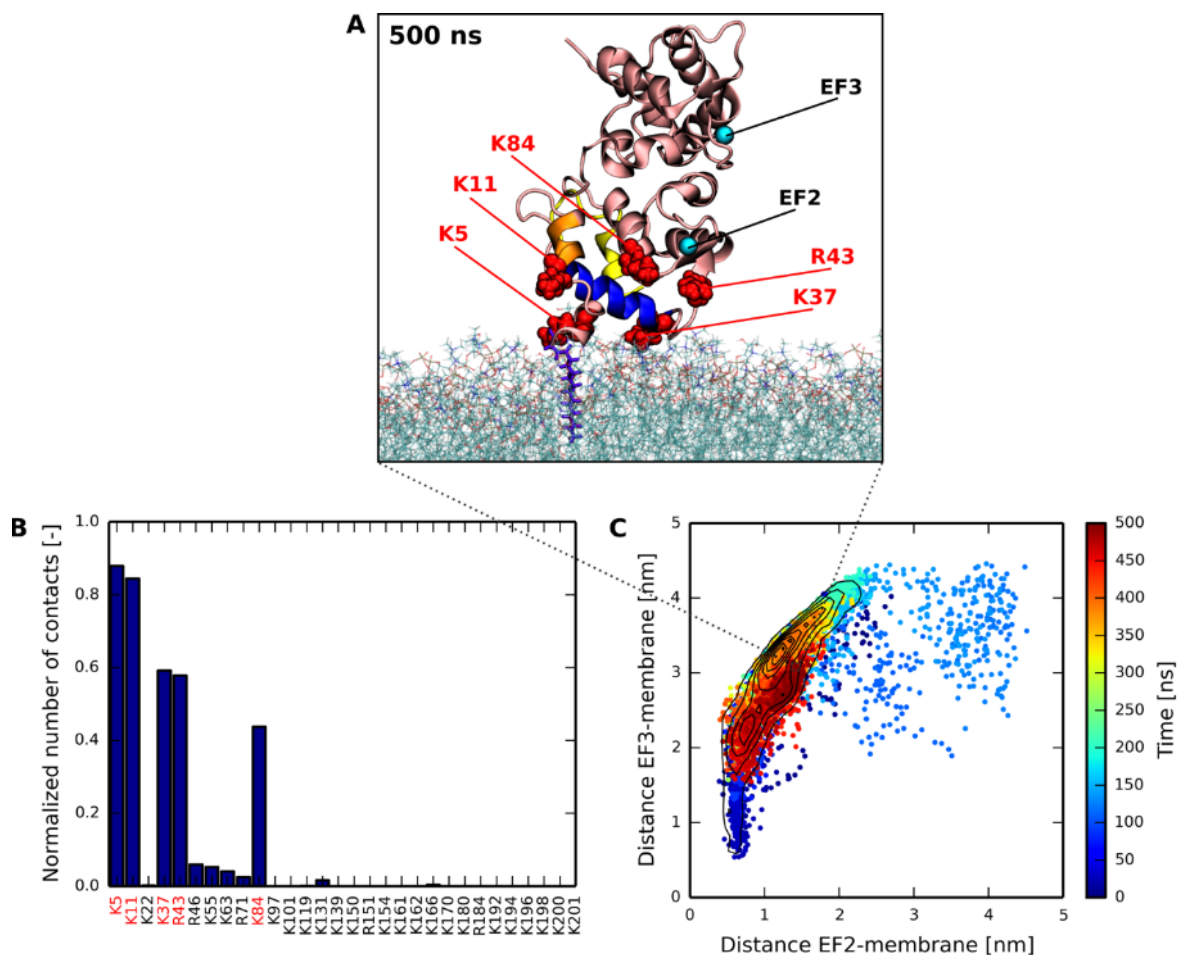 A
500 ns
EF3
K84
K11
EF2
K5
R43
K37
B
Normalized number of contacts [-]
1.0
0.8
0.6
0.4
0.2
0.0
K5 K11 K22 K37 R43 R46 K55 K63 R71 K84 K97 K101 K119 K131 K139 K150 R151 K154 K161 K162 K166 K170 K180 R184 K192 K194 K196 K198 K200 K201
C
Distance EF3-membrane [nm]
5
4
3
2
1
0
0 1 2 3 4 5
Distance EF2-membrane [nm]
500
450
400
350
300
250
200
150
100
50
0
Time [ns]